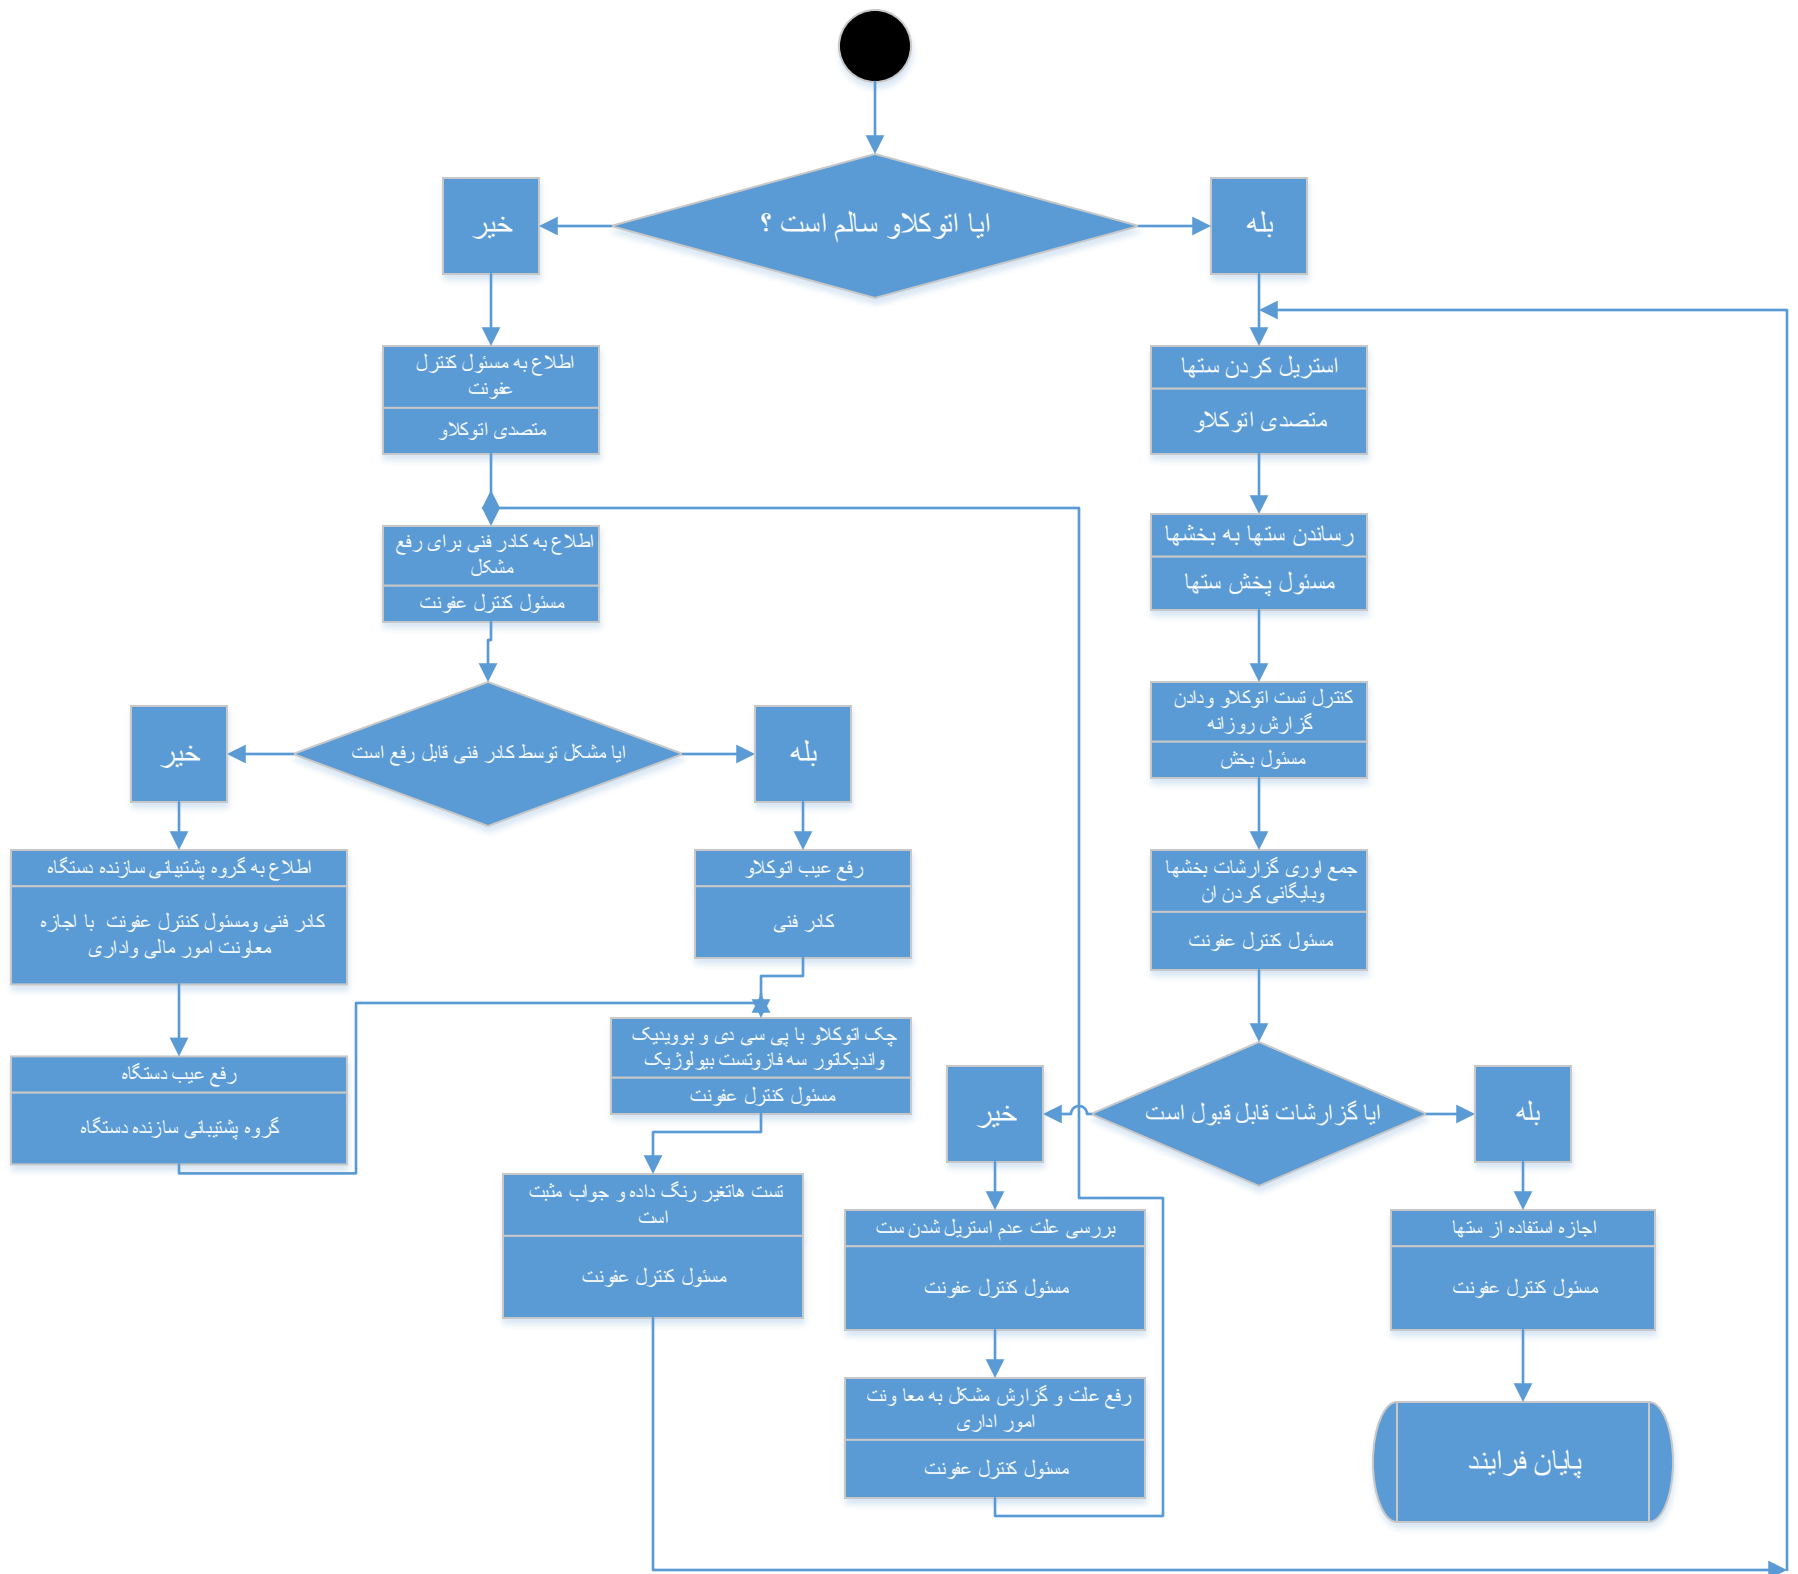 ایا اتوکلاو سالم است ؟
بله
خیر
استریل کردن ستها
متصدی اتوکلاو
رساندن ستها به بخشها
مسئول پخش ستها
کنترل تست اتوکلاو ودادن
گزارش روزانه
مسئول بخش
جمع اوری گزارشات بخشها
وبایگانی کردن ان
مسئول کنترل عفونت
ایا گزارشات قابل قبول است
بله
خیر
اجازه استفاده از ستها
مسئول کنترل عفونت
پایان فرایند
بررسی علت عدم استریل شدن ست
مسئول کنترل عفونت
رفع علت و گزارش مشکل به معا ونت
امور اداری
مسئول کنترل عفونت
اطلاع به مسئول کنترل
عفونت
متصدی اتوکلاو
اطلاع به کادر فنی برای رفع
مشکل
مسئول کنترل عفونت
ایا مشکل توسط کادر فنی قابل رفع است
بله
خیر
رفع عیب اتوکلاو
کادر فنی
چک اتوکلاو با پی سی دی و بوویدیک
واندیکاتور سه فازوتست بیولوژیک
مسئول کنترل عفونت
تست هاتغیر رنگ داده و جواب مثبت
است
مسئول کنترل عفونت
اطلاع به گروه پشتیبانی سازنده دستگاه
کادر فنی ومسئول کنترل عفونت با اجازه
معاونت امور مالی واداری
رفع عیب دستگاه
گروه پشتیبانی سازنده دستگاه